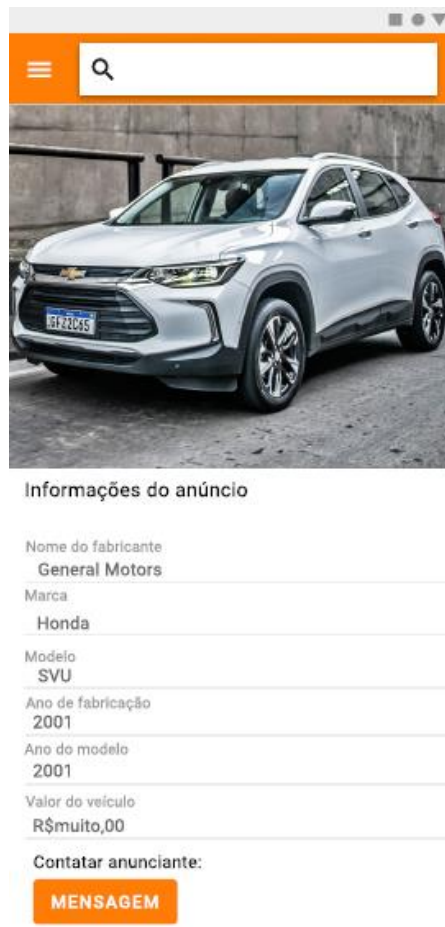 GFZ2C65
Informações do anúncio
Nome do fabricante
General Motors
Marca
Honda
Modelo
SVU
Ano de fabricação
2001
Ano do modelo
2001
Valor do veículo
R$muito,00
Contatar anunciante:
MENSAGEM